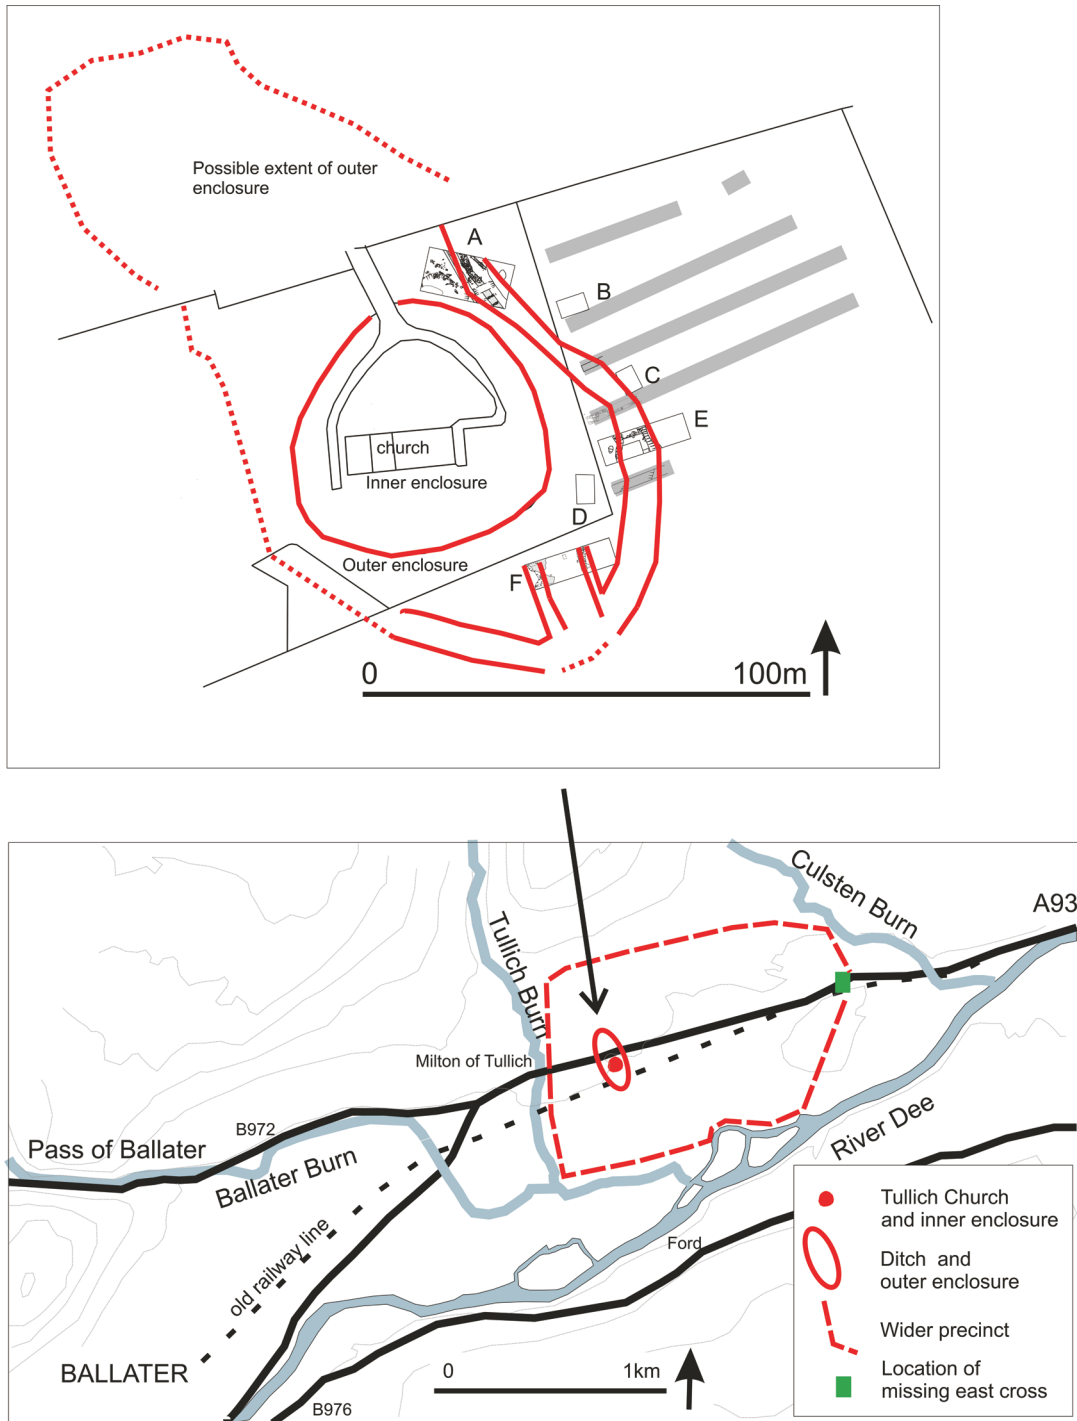 Possible extent of outer
enclosure
A
B
C
E
church
Inner enclosure
D
Outer enclosure
F
0
100m
Culsten Burn
A93
Tullich Burn
Milton of Tullich
B972
Pass of Ballater
Ballater Burn
River Dee
old railway line
Ford
BALLATER
0
1km
B976
Tullich Church
and inner enclosure
Ditch and
outer enclosure
Wider precinct
Location of
missing east cross